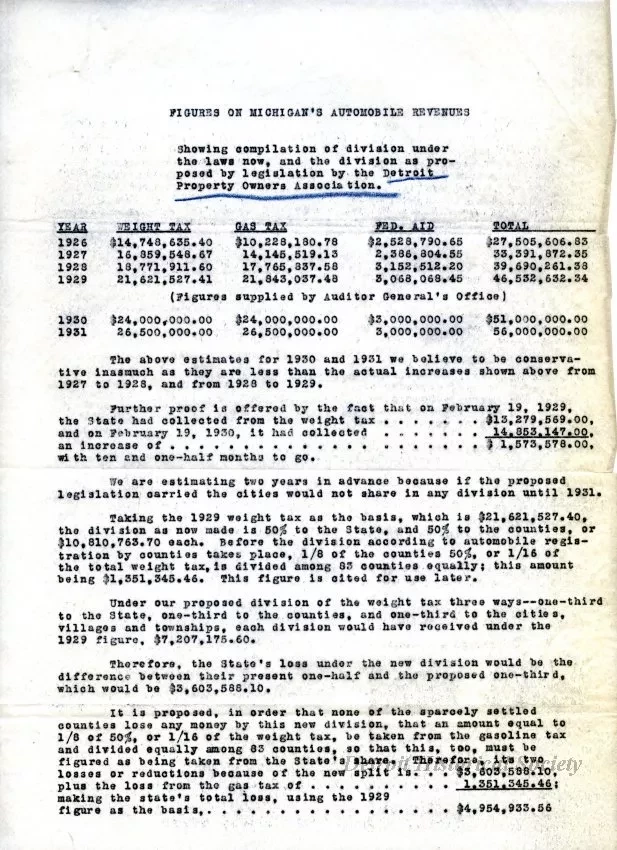 FIGURES ON MICHIGAN'S AUTOMOBILE REVENUES
Showing compilation of division under
the laws now, and the division as pro-
posed by legislation by the Detroit
Property Owners Association.
YEAR WEIGHT TAX GAS TAX FED. AID TOTAL
1926 $14,748,635.40 $10,228,180.78 $2,528,790.65 $27,505,606.83
1927 16,859,548.67 14,145,519.13 2,386,804.55 33,391,872.35
1928 18,771,911.60 17,765,837.58 3,152,512.20 39,690,261.38
1929 21,621,527.41 21,843,037.48 3,068,068.45 46,532,632.34
(Figures supplied by Auditor General's Office)
1930 $24,000,000.00 $24,000,000.00 $3,000,000.00 $51,000,000.00
1931 26,500,000.00 26,500,000.00 3,000,000.00 56,000,000.00
The above estimates for 1930 and 1931 we believe to be conserva-
tive inasmuch as they are less than the actual increases shown above from
1927 to 1928, and from 1928 to 1929.
Further proof is offered by the fact that on February 19, 1929,
the State had collected from the weight tax . . . . . . . $13,279,569.00,
and on February 19, 1930, it had collected . . . . . . . 14,853,147.00,
an increase of . . . . . . . . . . . . . . . . . . . . $ 1,573,578.00,
with ten and one-half months to go.
We are estimating two years in advance because if the proposed
legislation carried the cities would not share in any division until 1931.
Taking the 1929 weight tax as the basis, which is $21,621,527.40,
the division as now made is 50% to the State, and 50% to the counties, or
$10,810,763.70 each. Before the division according to automobile regis-
tration by counties takes place, 1/8 of the counties 50%, or 1/16 of
the total weight tax, is divided among 83 counties equally; this amount
being $1,351,345.46. This figure is cited for use later.
Under our proposed division of the weight tax three ways--one-third
to the State, one-third to the counties, and one-third to the cities,
villages and townships, each division would have received under the
1929 figure, $7,207,175.60.
Therefore, the State's loss under the new division would be the
difference between their present one-half and the proposed one-third,
which would be $3,603,588.10.
It is proposed, in order that none of the sparcely settled
counties lose any money by this new division, that an amount equal to
1/8 of 50%, or 1/16 of the weight tax, be taken from the gasoline tax
and divided equally among 83 counties, so that this, too, must be
figured as being taken from the State's share. Therefore, its two
losses or reductions because of the new split is. . $3,603,588.10,
Detroit Historical Society
plus the loss from the gas tax of . . . . . . . . . . . 1,351,345.46;
making the state's total loss, using the 1929
figure as the basis,. . . . . . . . . . . . . . . . . $4,954,933.56